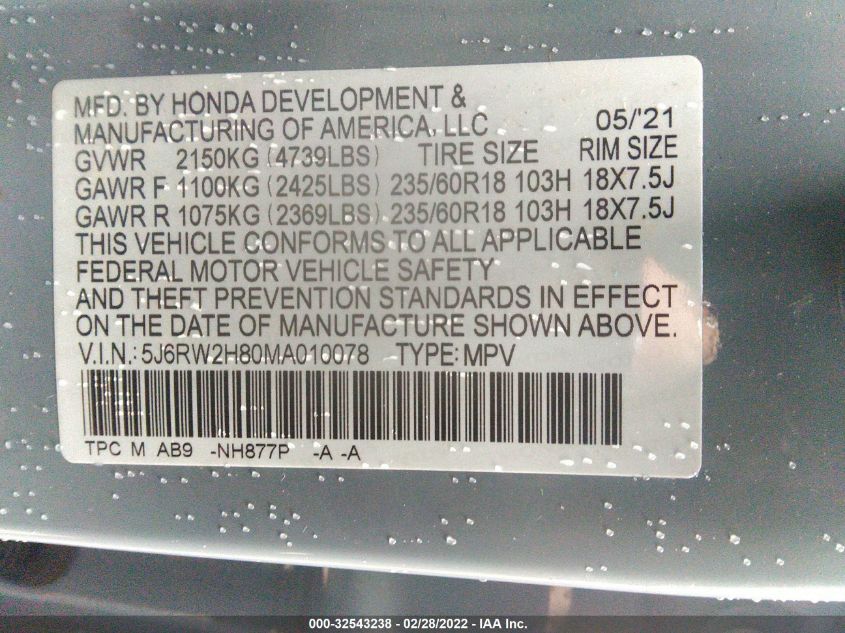 MFD. BY HONDA DEVELOPMENT &
MANUFACTURING OF AMERICA, LLC 05/'21
GVWR 2150KG (4739LBS) TIRE SIZE RIM SIZE
GAWR F 1100KG (2425LBS) 235/60R18 103H 18X7.5J
GAWR R 1075KG (2369LBS) 235/60R18 103H 18X7.5J
THIS VEHICLE CONFORMS TO ALL APPLICABLE
FEDERAL MOTOR VEHICLE SAFETY
AND THEFT PREVENTION STANDARDS IN EFFECT
ON THE DATE OF MANUFACTURE SHOWN ABOVE.
V.I.N.: 5J6RW2H80MA010078 TYPE: MPV
TPC M AB9 -NH877P -A -A
000-32543238 - 02/28/2022 - IAA Inc.